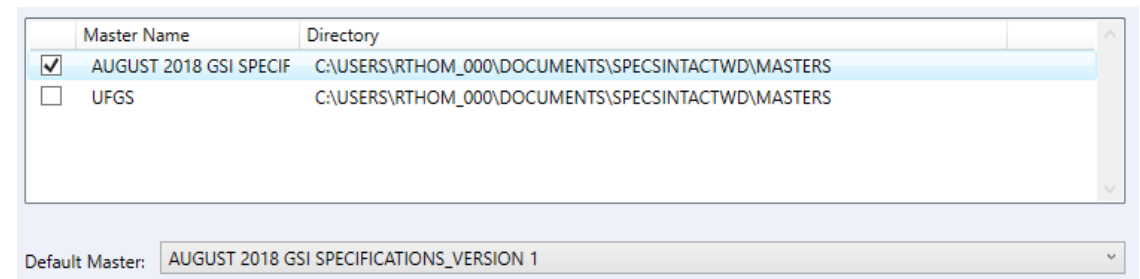 Master Name Directory
AUGUST 2018 GSI SPECIF C:\USERS\RTHOM_000\DOCUMENTS\SPECSINTACTWD\MASTERS
UFGS C:\USERS\RTHOM_000\DOCUMENTS\SPECSINTACTWD\MASTERS
Default Master: AUGUST 2018 GSI SPECIFICATIONS_VERSION 1